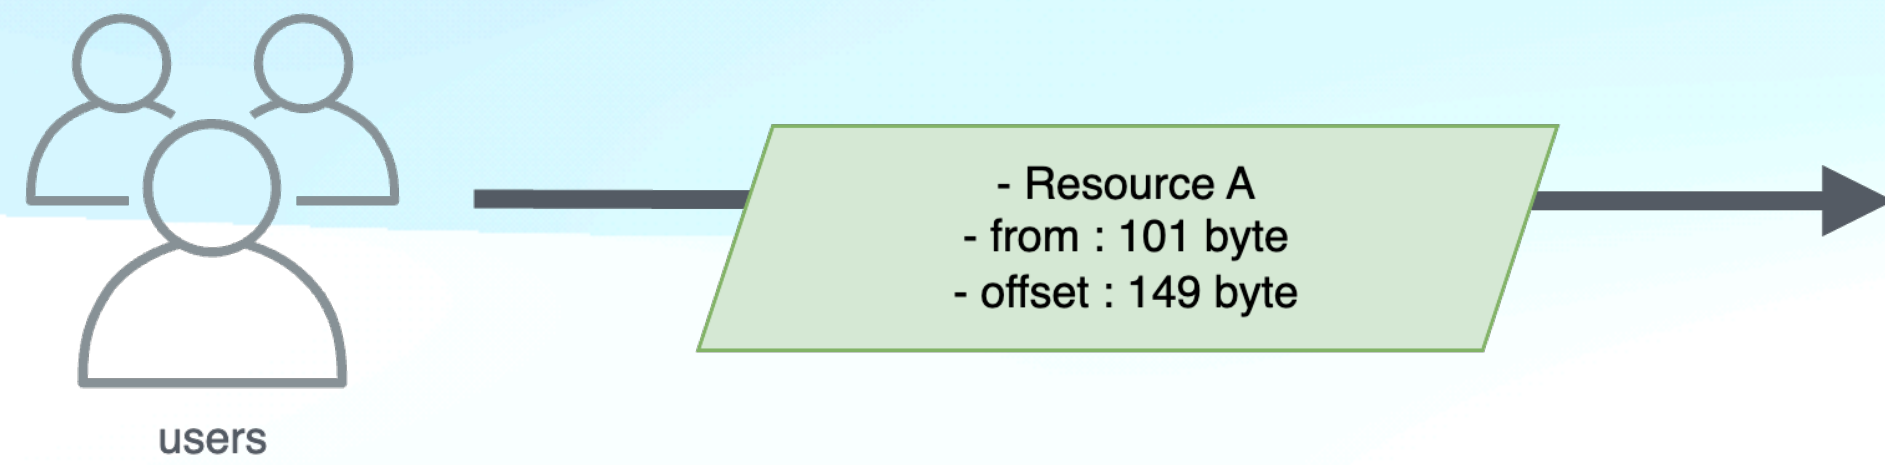 - Resource A
- from : 101 byte
- offset : 149 byte
users